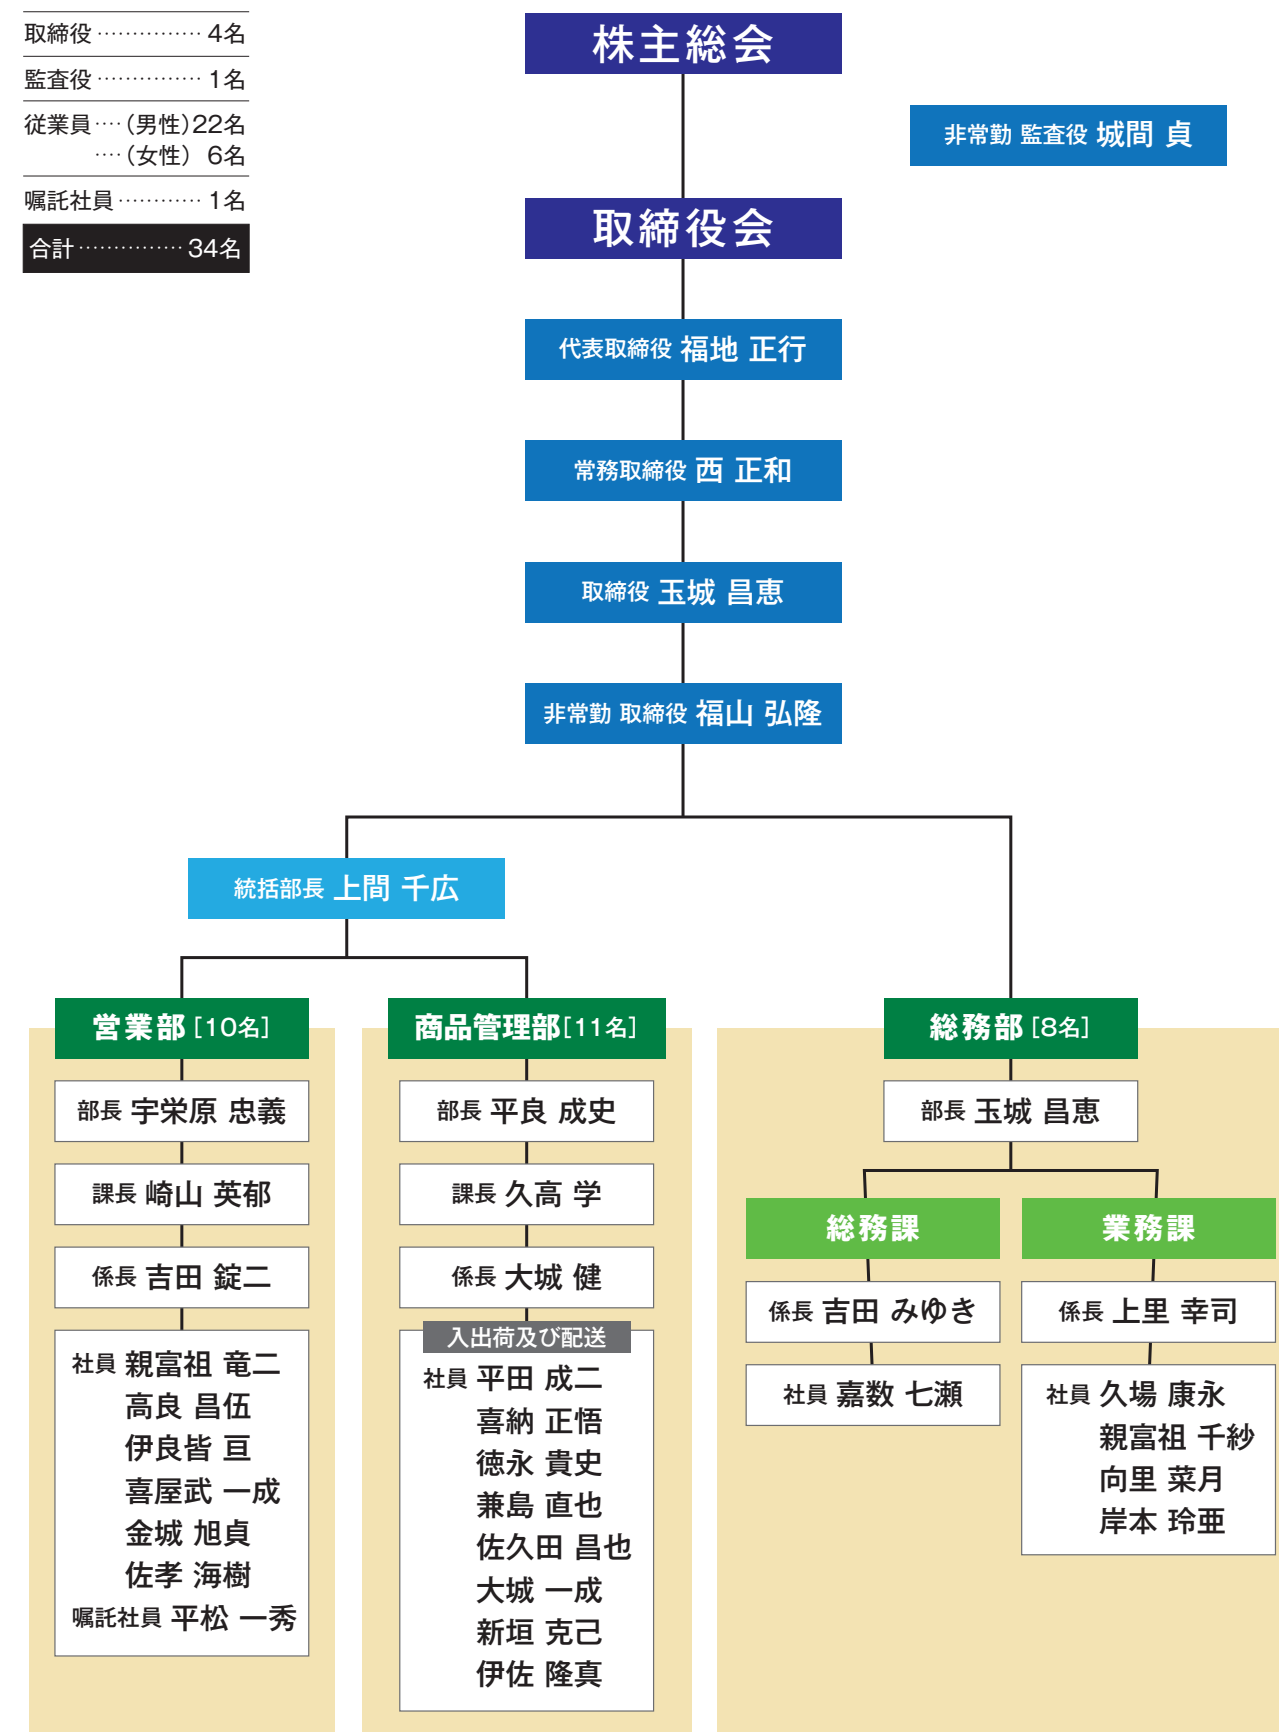 取締役 …………… 4名
監査役 …………… 1名
従業員 ‥‥ (男性)22名
‥‥ (女性) 6名
嘱託社員 ………… 1名
合計 …………… 34名
株主総会
非常勤 監査役 城間 貞
取締役会
代表取締役 福地 正行
常務取締役 西 正和
取締役 玉城 昌恵
非常勤 取締役 福山 弘隆
統括部長 上間 千広
営業部 [10名]
部長 宇栄原 忠義
課長 崎山 英郁
係長 吉田 錠二
社員 親富祖 竜二
高良 昌伍
伊良皆 亘
喜屋武 一成
金城 旭貞
佐孝 海樹
嘱託社員 平松 一秀
商品管理部 [11名]
部長 平良 成史
課長 久高 学
係長 大城 健
入出荷及び配送
社員 平田 成二
喜納 正悟
徳永 貴史
兼島 直也
佐久田 昌也
大城 一成
新垣 克己
伊佐 隆真
総務部 [8名]
部長 玉城 昌恵
総務課
係長 吉田 みゆき
社員 嘉数 七瀬
業務課
係長 上里 幸司
社員 久場 康永
親富祖 千紗
向里 菜月
岸本 玲亜